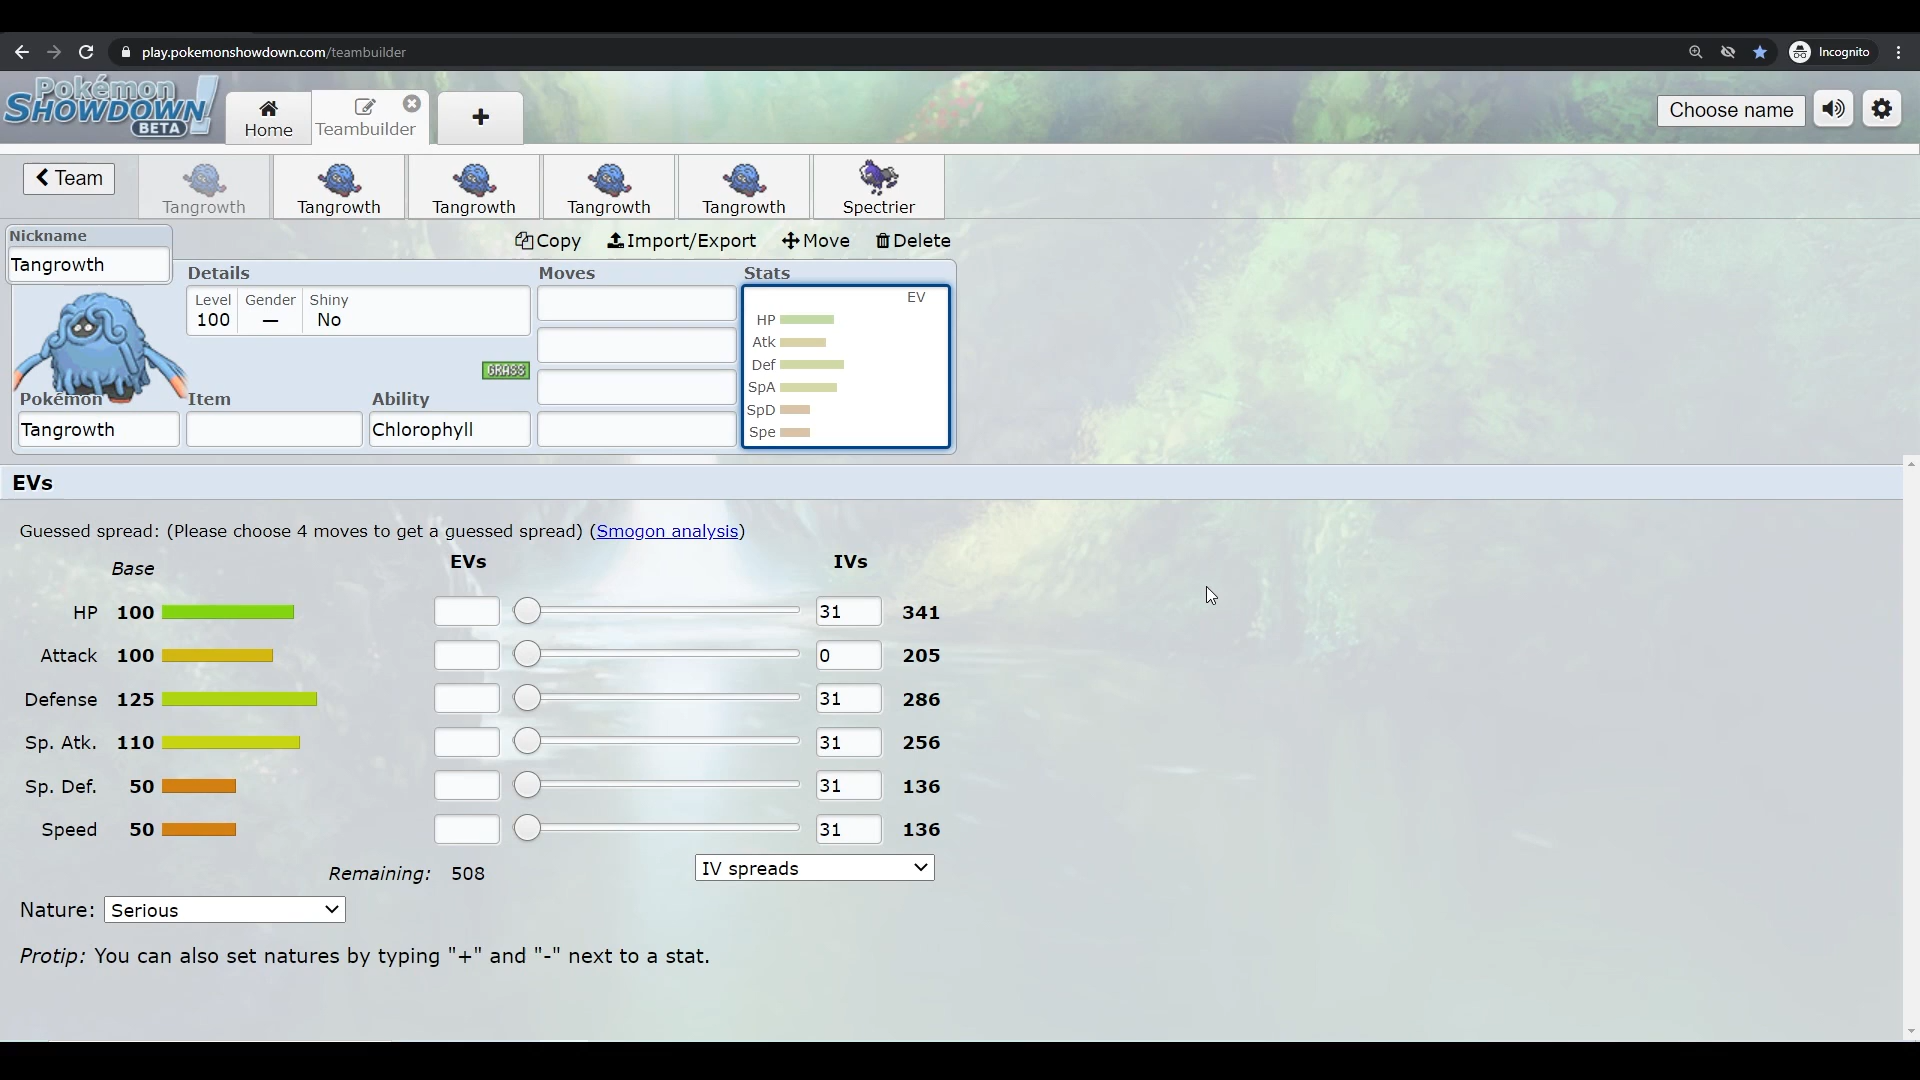 play.pokemonshowdown.com/teambuilder
Incognito
Pokémon
SHOWDOWN!
BETA
Home
Teambuilder
+
Choose name
Team
Tangrowth
Tangrowth
Tangrowth
Tangrowth
Tangrowth
Spectrier
Nickname
Tangrowth
Copy
Import/Export
Move
Delete
Details
Moves
Stats
Level
Gender
Shiny
100
—
No
GRASS
Pokémon
Item
Ability
Tangrowth
Chlorophyll
EV
HP
Atk
Def
SpA
SpD
Spe
EVs
Guessed spread: (Please choose 4 moves to get a guessed spread) (Smogon analysis)
Base
EVs
IVs
HP 100 31 341
Attack 100 0 205
Defense 125 31 286
Sp. Atk. 110 31 256
Sp. Def. 50 31 136
Speed 50 31 136
Remaining: 508
IV spreads
Nature: Serious
Protip: You can also set natures by typing "+" and "-" next to a stat.